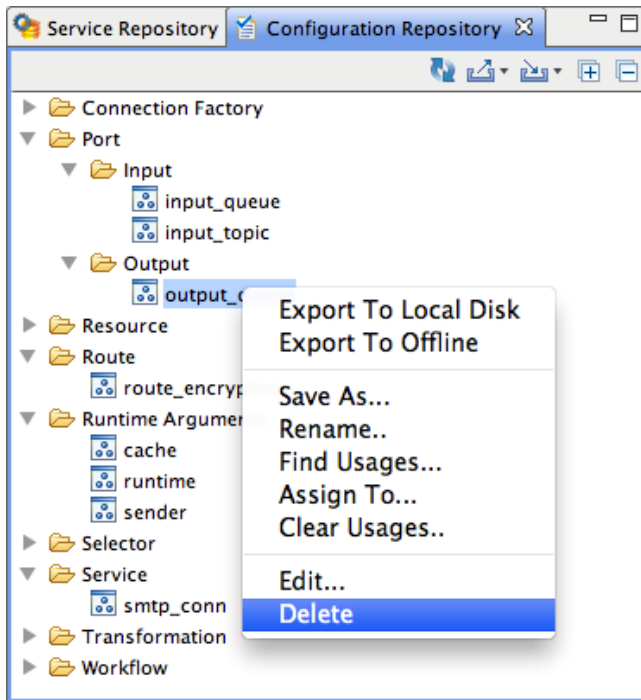 Service Repository
Configuration Repository
Connection Factory
Port
Input
input_queue
input_topic
Output
Resource
Route
Runtime
cache
runtime
sender
Selector
Service
smtp_conn
Transformation
Workflow
Export To Local Disk
Export To Offline
Save As...
Rename..
Find Usages...
Assign To...
Clear Usages..
Edit...
Delete